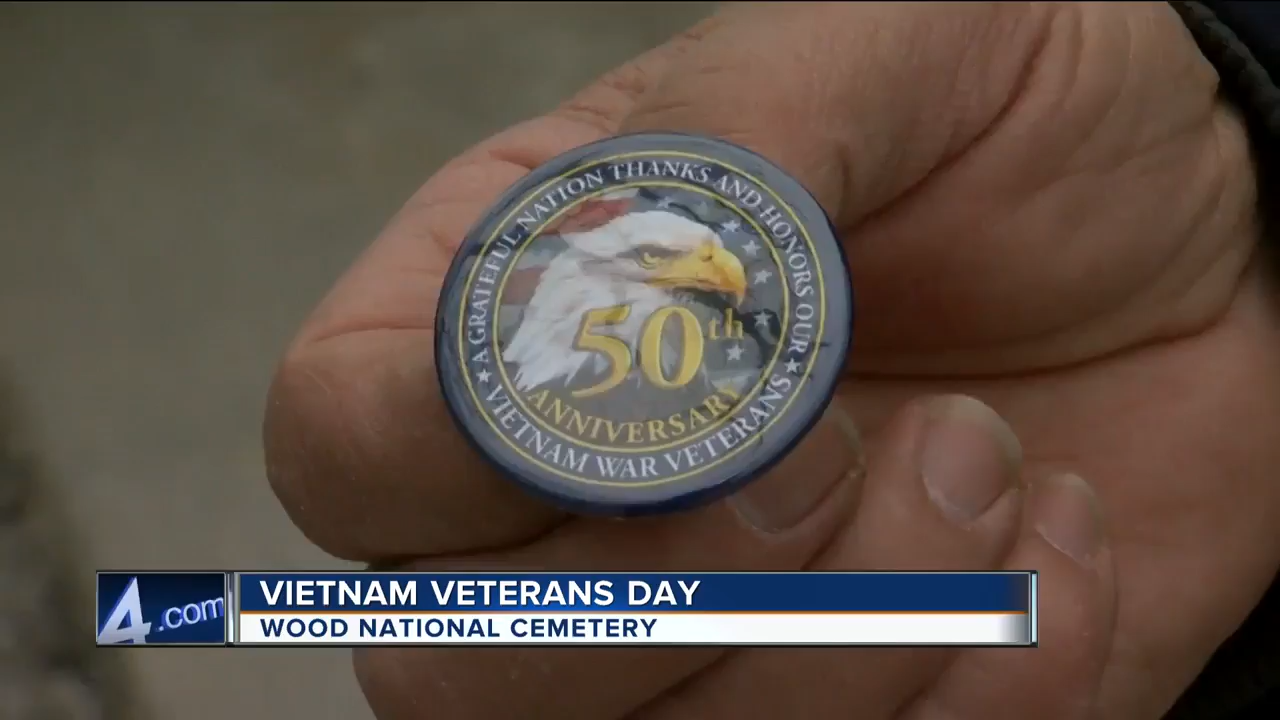 ★ A GRATEFUL NATION THANKS AND HONORS OUR ★
VIETNAM WAR VETERANS
50th
ANNIVERSARY
4.com
VIETNAM VETERANS DAY
WOOD NATIONAL CEMETERY